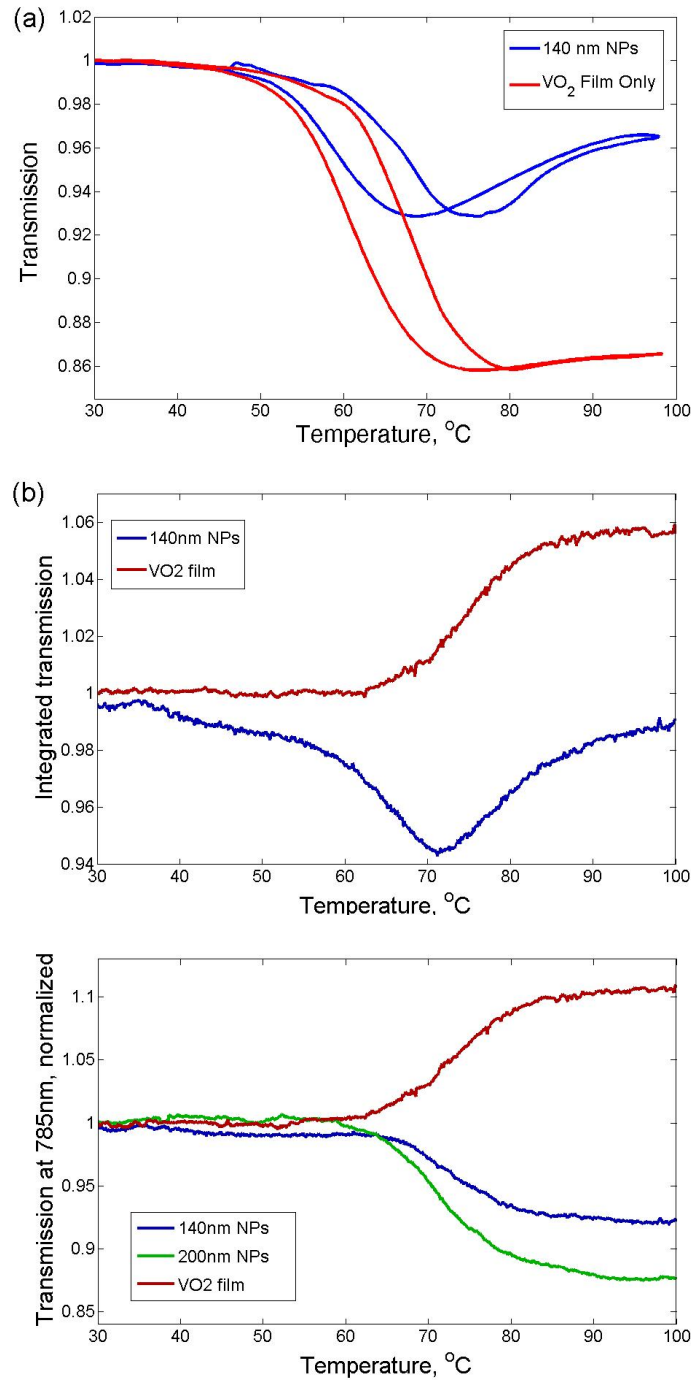 (a)
Transmission
1
0.98
0.96
0.94
0.92
0.9
0.88
0.86
140 nm NPs
VO2 Film Only
30 40 50 60 70 80 90 100
Temperature, oC
(b)
Integrated transmission
1.06
1.04
1.02
1
0.98
0.96
0.94
140nm NPs
VO2 film
30 40 50 60 70 80 90 100
Temperature, oC
Transmission at 785nm, normalized
1.1
1.05
1
0.95
0.9
0.85
140nm NPs
200nm NPs
VO2 film
30 40 50 60 70 80 90 100
Temperature, oC